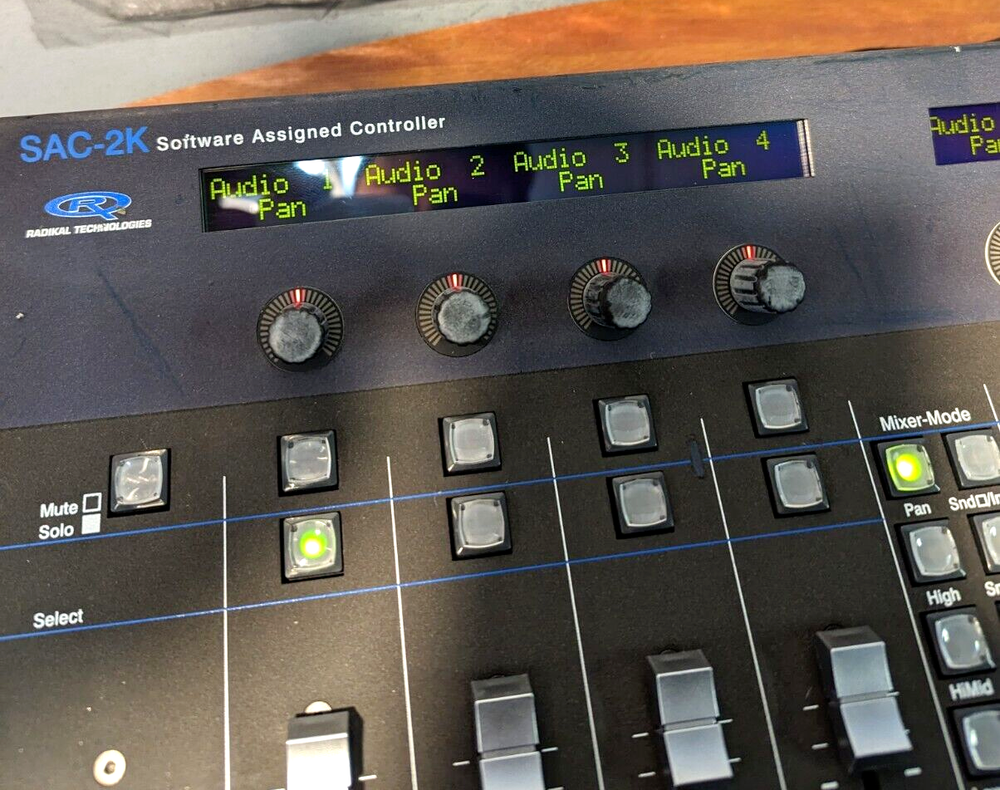 SAC-2K Software Assigned Controller
RADIKAL TECHNOLOGIES
Audio 1 Audio 2 Audio 3 Audio 4
Pan Pan Pan Pan
Audio
Pan
Mixer-Mode
Mute
Solo
Pan
Select
High
HiMid